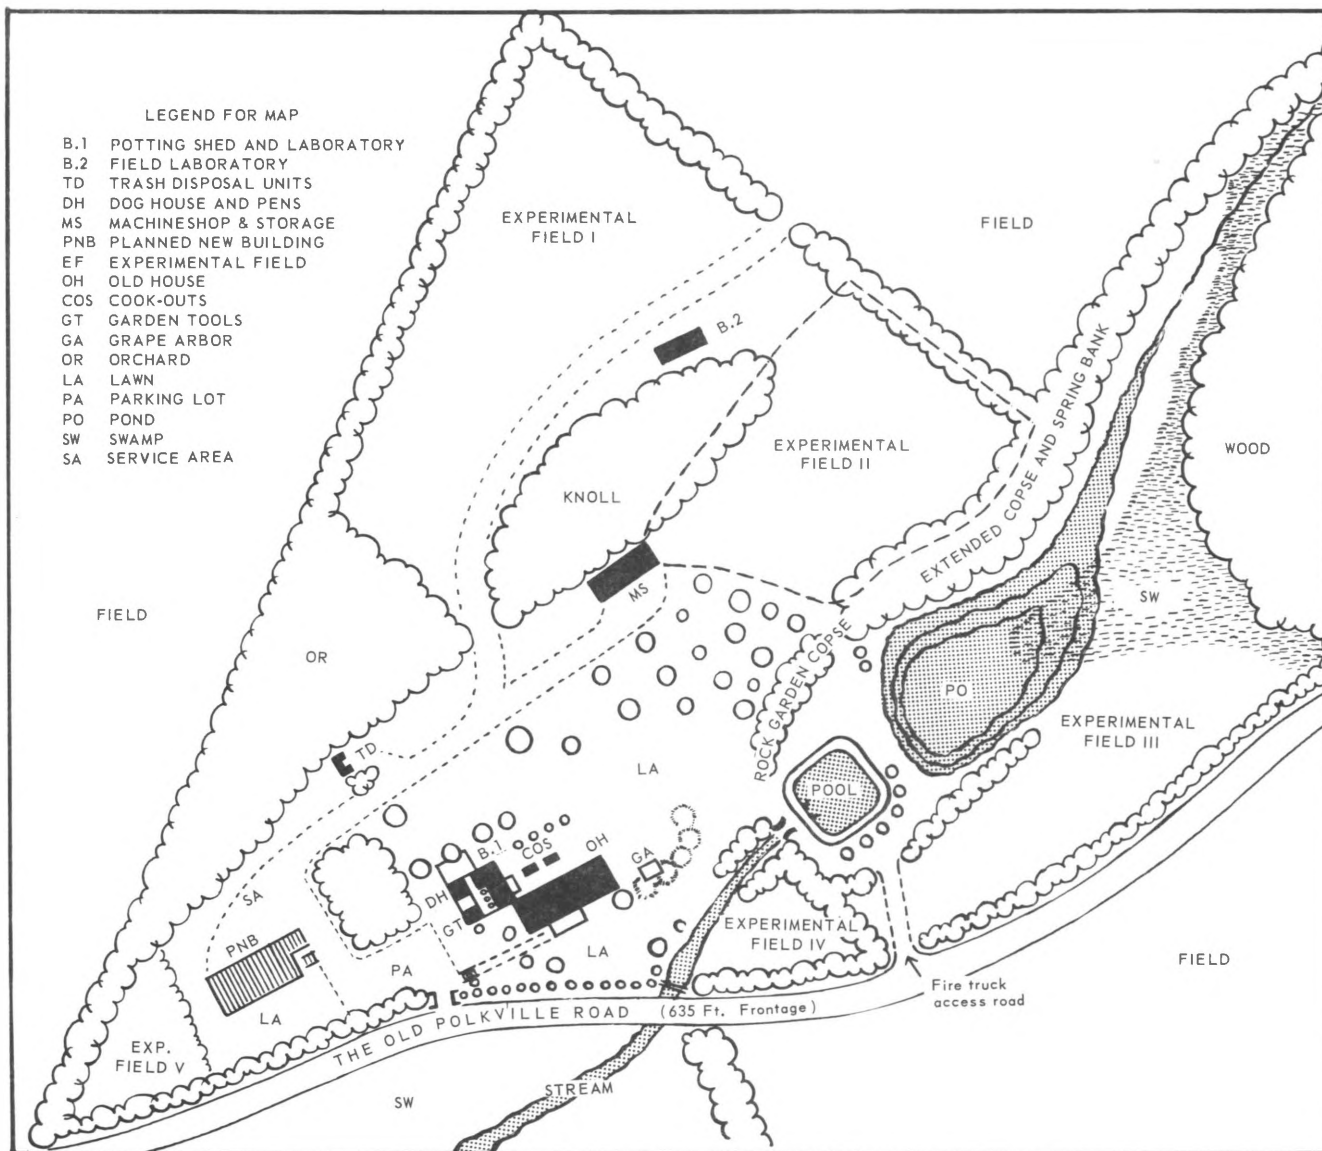 LEGEND FOR MAP
B.1 POTTING SHED AND LABORATORY
B.2 FIELD LABORATORY
TD TRASH DISPOSAL UNITS
DH DOG HOUSE AND PENS
MS MACHINESHOP & STORAGE
PNB PLANNED NEW BUILDING
EF EXPERIMENTAL FIELD
OH OLD HOUSE
COS COOK-OUTS
GT GARDEN TOOLS
GA GRAPE ARBOR
OR ORCHARD
LA LAWN
PA PARKING LOT
PO POND
SW SWAMP
SA SERVICE AREA
EXPERIMENTAL
FIELD I
FIELD
B.2
EXTENDED COPSE AND SPRING BANK
EXPERIMENTAL
FIELD II
WOOD
KNOLL
MS
SW
FIELD
OR
ROCK GARDEN COPSE
PO
EXPERIMENTAL
FIELD III
TD
LA
POOL
B.1
COS
OH
GA
DH
SA
GT
EXPERIMENTAL
FIELD IV
PNB
LA
PA
FIELD
Fire truck
access road
LA
THE OLD POLKVILLE ROAD (635 Ft. Frontage)
EXP.
FIELD V
STREAM
SW